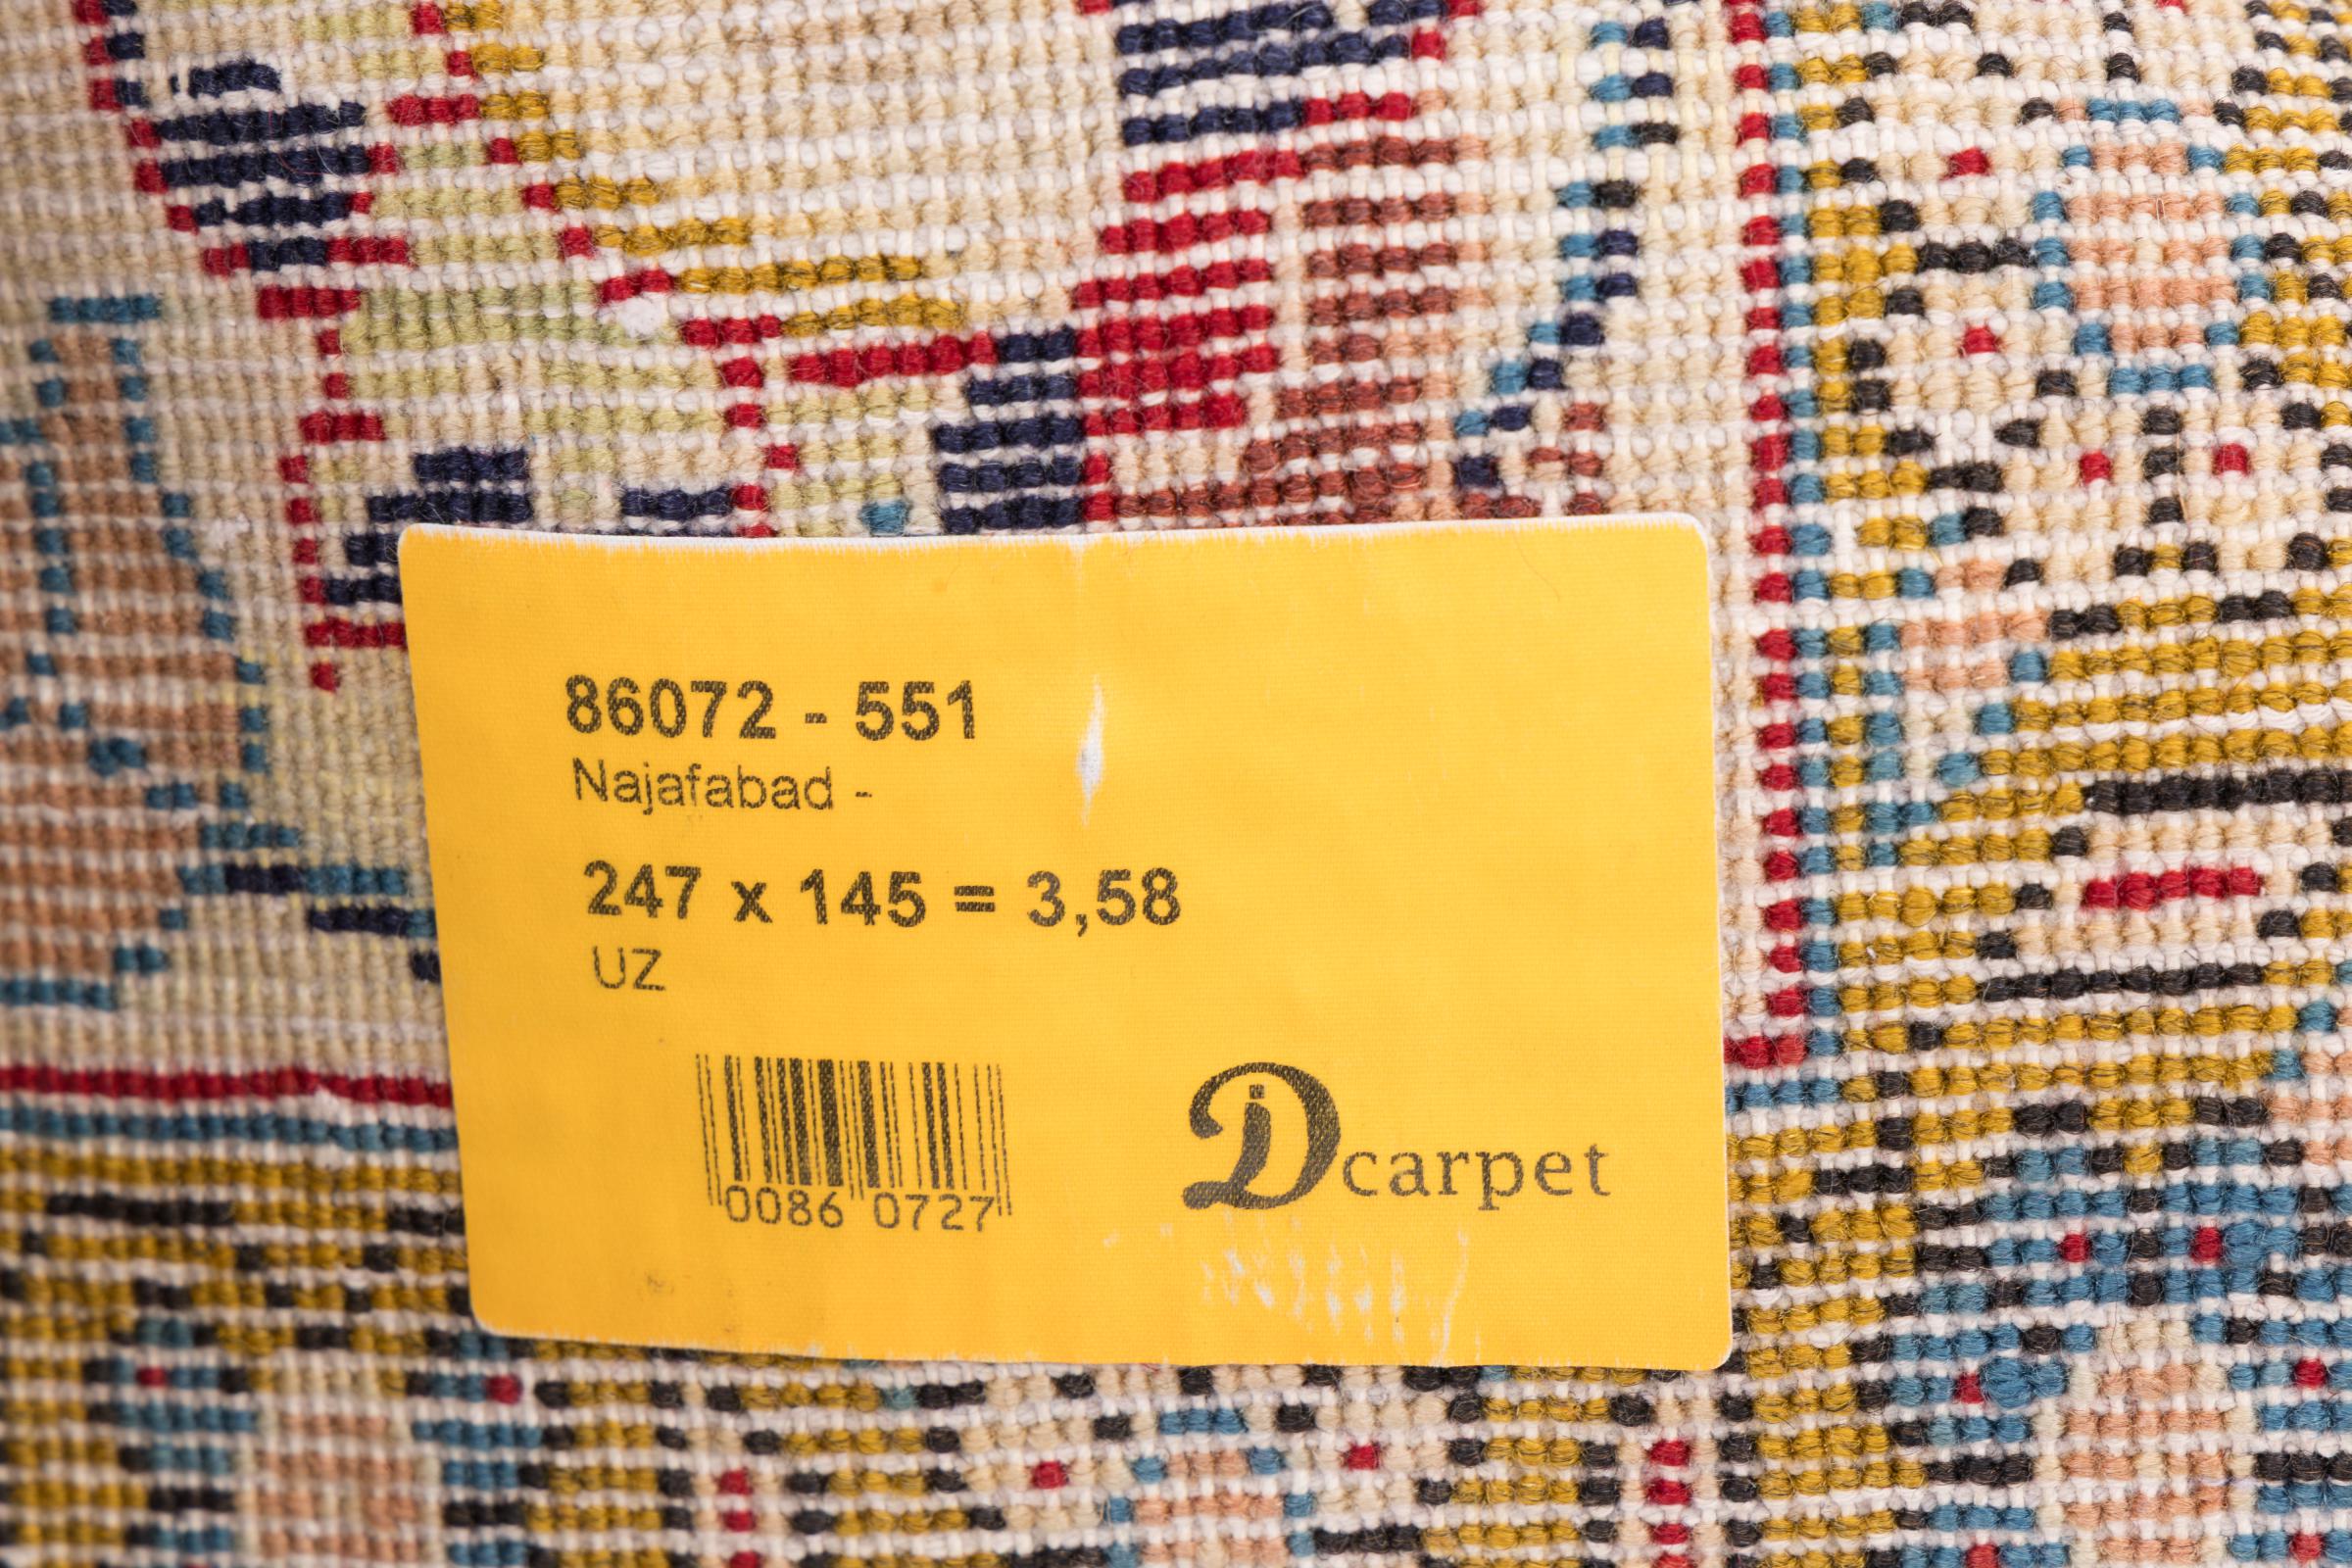 86072 - 551
Najafabad -
247 x 145 = 3,58
UZ
0086 0727
Dcarpet